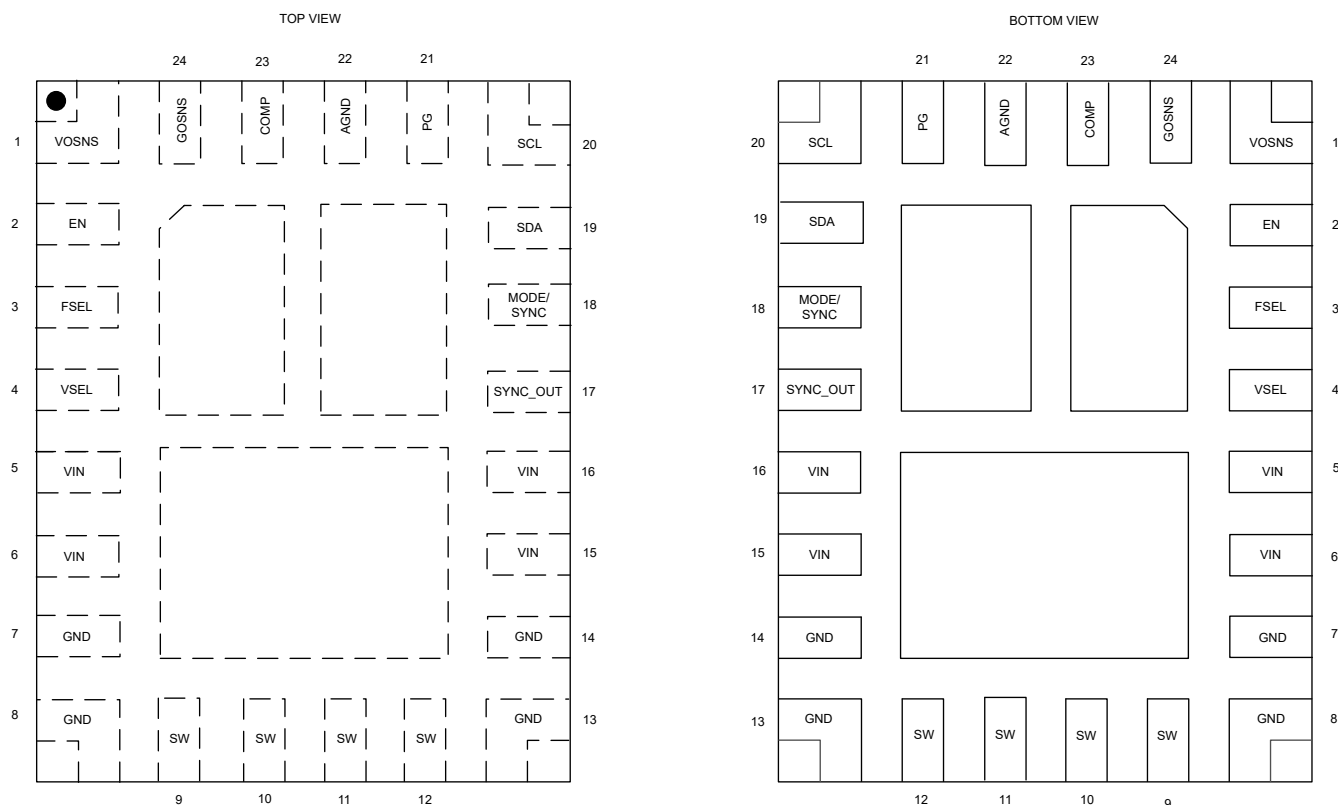 TOP VIEW
24 23 22 21
GOSNS COMP AGND PG
1 VOSNS SCL 20
2 EN SDA 19
3 FSEL MODE/
SYNC 18
4 VSEL SYNC_OUT 17
5 VIN VIN 16
6 VIN VIN 15
7 GND GND 14
8 GND GND 13
SW SW SW SW
9 10 11 12
BOTTOM VIEW
21 22 23 24
PG AGND COMP GOSNS
20 SCL VOSNS 1
19 SDA EN 2
18 MODE/
SYNC FSEL 3
17 SYNC_OUT VSEL 4
16 VIN VIN 5
15 VIN VIN 6
14 GND GND 7
13 GND GND 8
SW SW SW SW
12 11 10 9